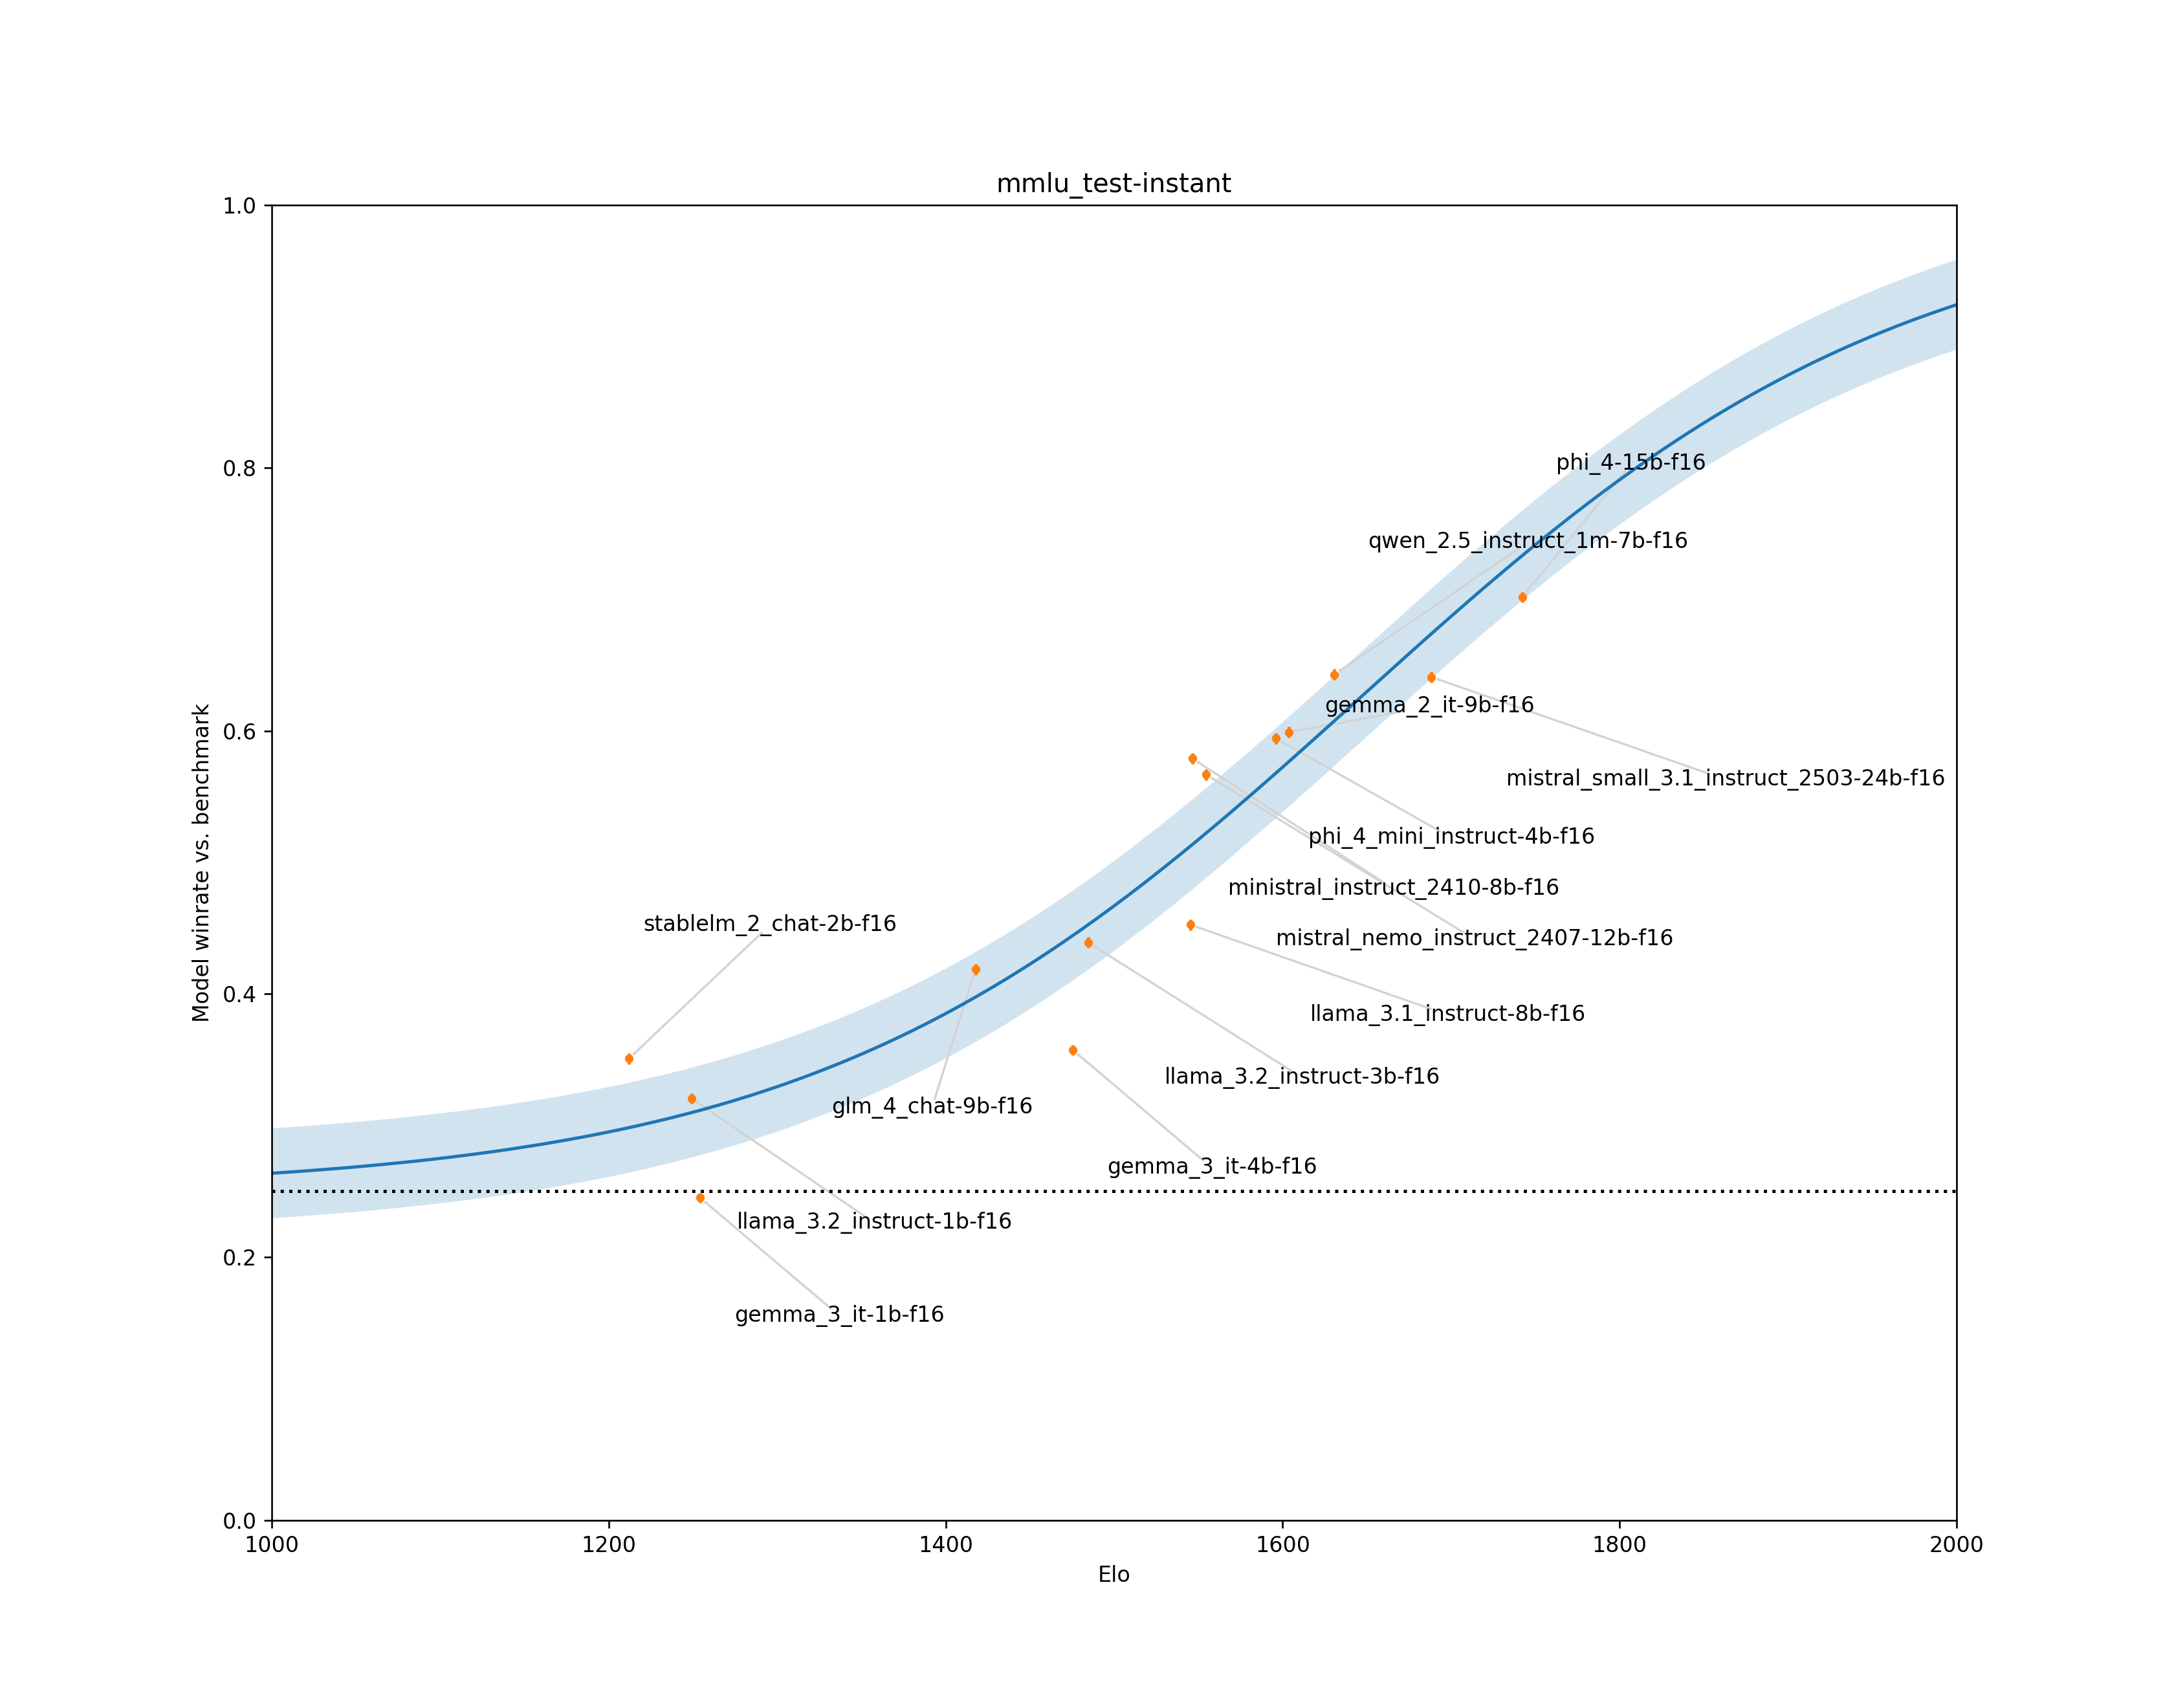 mmlu_test-instant
1.0
phi_4-15b-f16
0.8
qwen_2.5_instruct_1m-7b-f16
gemma_2_it-9b-f16
0.6
mistral_small_3.1_instruct_2503-24b-f16
phi_4_mini_instruct-4b-f16
Model winrate vs. benchmark
ministral_instruct_2410-8b-f16
stablelm_2_chat-2b-f16
mistral_nemo_instruct_2407-12b-f16
0.4
llama_3.1_instruct-8b-f16
llama_3.2_instruct-3b-f16
glm_4_chat-9b-f16
gemma_3_it-4b-f16
llama_3.2_instruct-1b-f16
0.2
gemma_3_it-1b-f16
0.0
1000 1200 1400 1600 1800 2000
Elo